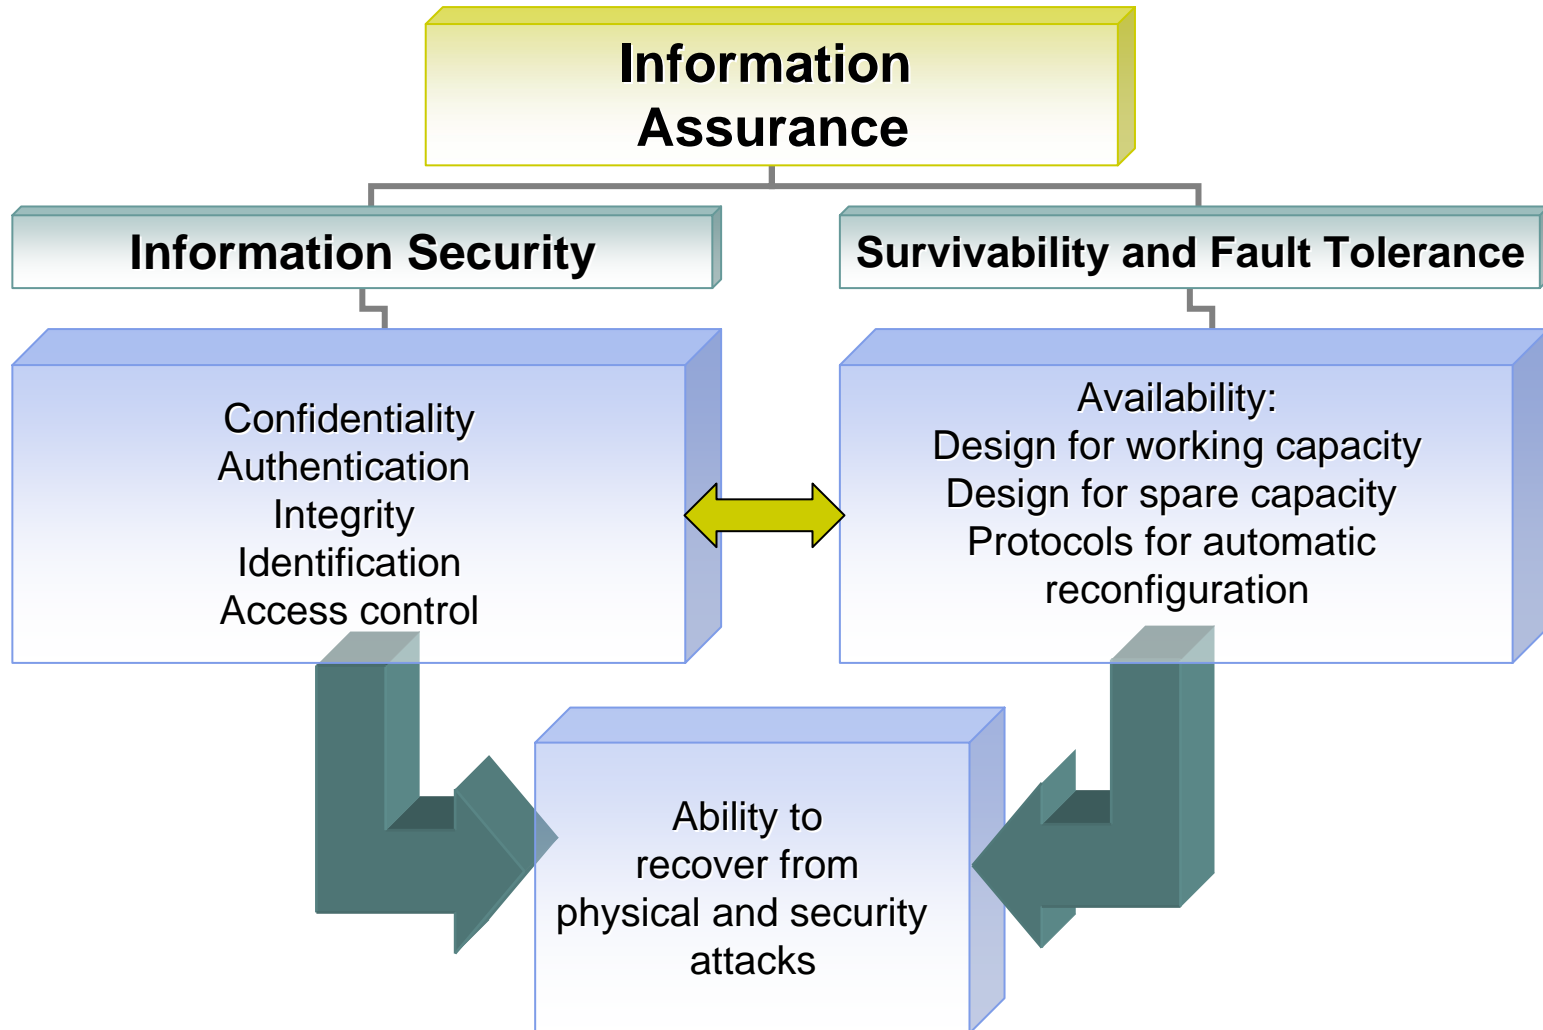 Information
Assurance
Information Security
Survivability and Fault Tolerance
Confidentiality
Authentication
Integrity
Identification
Access control
Availability:
Design for working capacity
Design for spare capacity
Protocols for automatic
reconfiguration
Ability to
recover from
physical and security
attacks